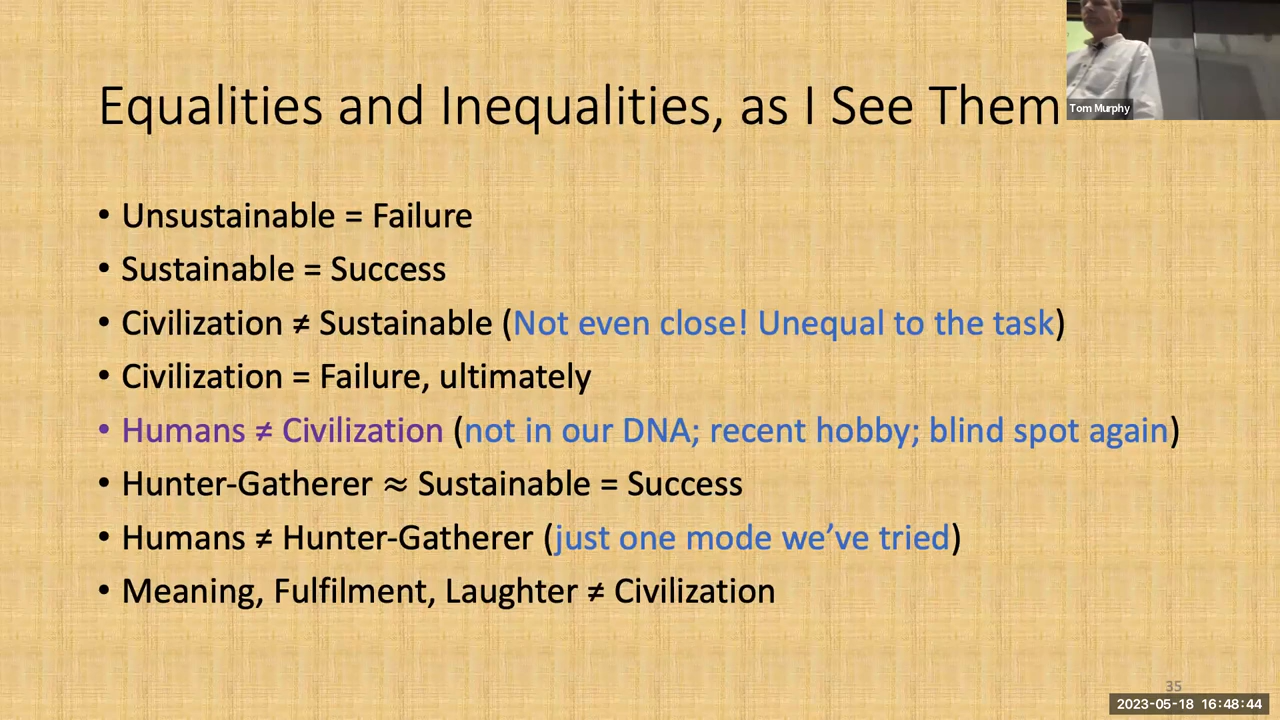 Equalities and Inequalities, as I See Them
Tom Murphy
• Unsustainable = Failure
• Sustainable = Success
• Civilization ≠ Sustainable (Not even close! Unequal to the task)
• Civilization = Failure, ultimately
• Humans ≠ Civilization (not in our DNA; recent hobby; blind spot again)
• Hunter-Gatherer ≈ Sustainable = Success
• Humans ≠ Hunter-Gatherer (just one mode we’ve tried)
• Meaning, Fulfilment, Laughter ≠ Civilization
35
2023-05-18 16:48:44